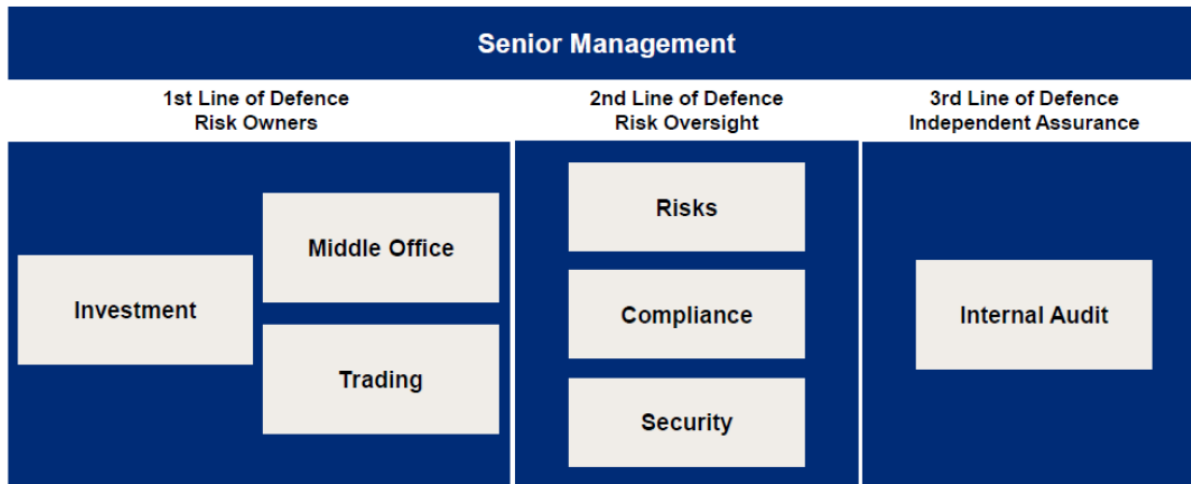 Senior Management
1st Line of Defence
Risk Owners
2nd Line of Defence
Risk Oversight
3rd Line of Defence
Independent Assurance
Investment
Middle Office
Trading
Risks
Compliance
Security
Internal Audit